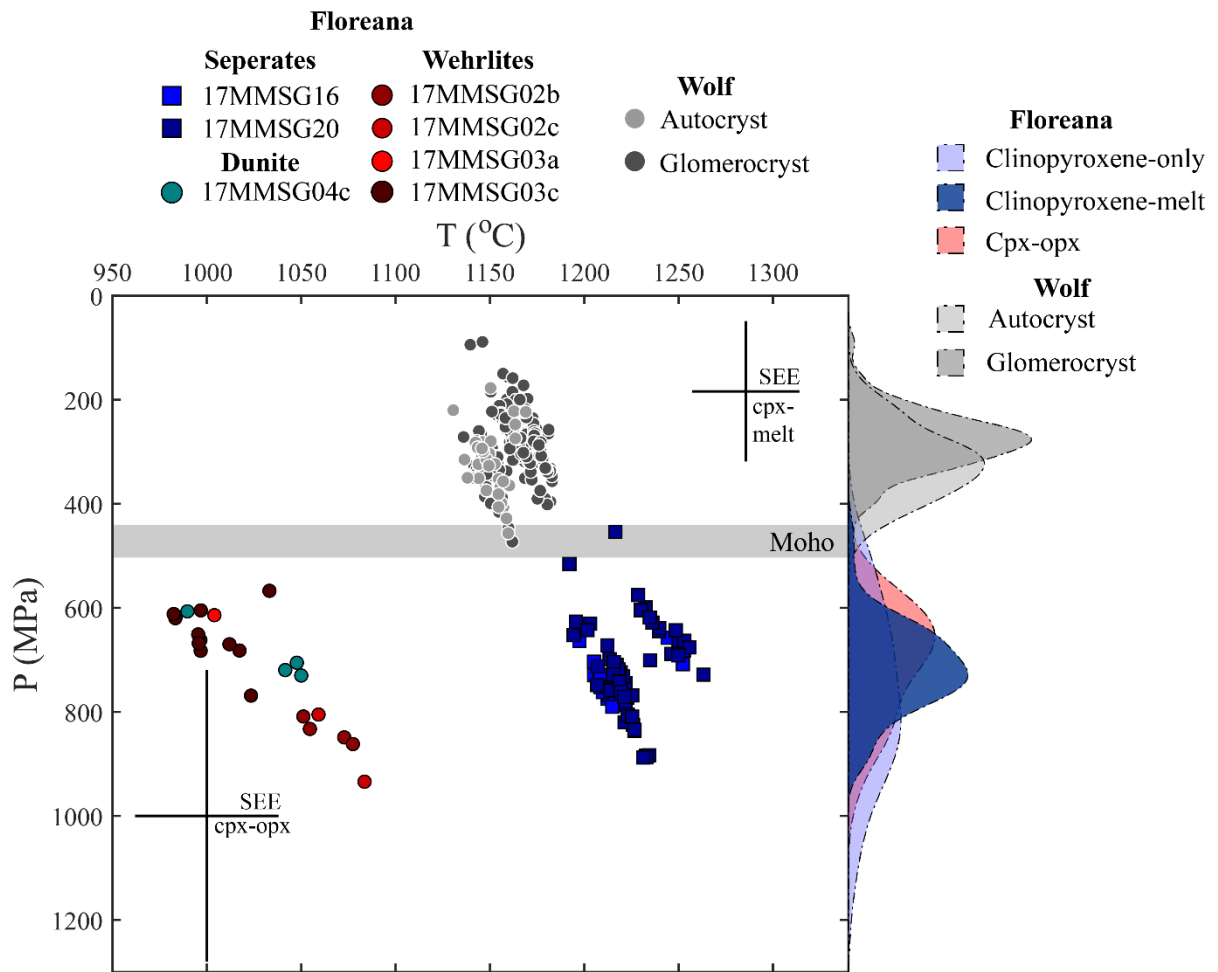 Floreana
Seperates
17MMSG16
17MMSG20
Dunite
17MMSG04c
Wehrlites
17MMSG02b
17MMSG02c
17MMSG03a
17MMSG03c
Wolf
Autocryst
Glomerocryst
Floreana
Clinopyroxene-only
Clinopyroxene-melt
Cpx-opx
Wolf
Autocryst
Glomerocryst
T (°C)
950 1000 1050 1100 1150 1200 1250 1300
P (MPa)
0
200
400
600
800
1000
1200
SEE
cpx-
melt
Moho
SEE
cpx-opx